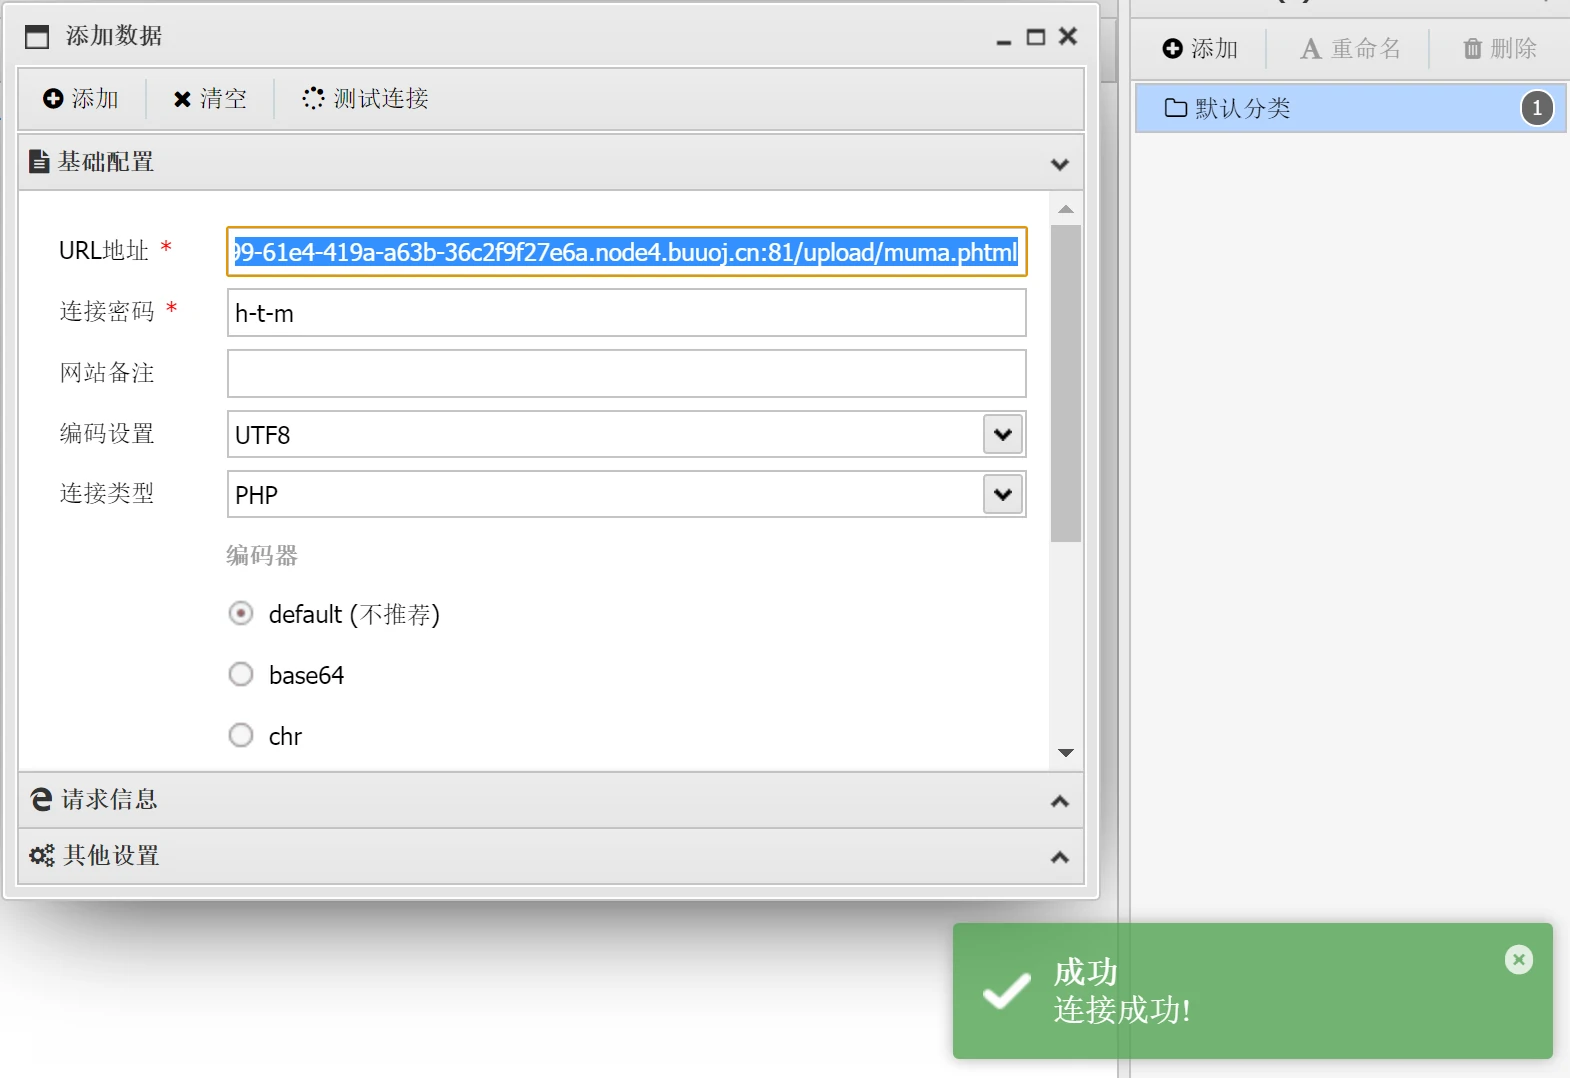 添加数据
添加 清空 测试连接
基础配置
URL地址 * 99-61e4-419a-a63b-36c2f9f27e6a.node4.buuoj.cn:81/upload/muma.phtml
连接密码 * h-t-m
网站备注
编码设置 UTF8
连接类型 PHP
编码器
default (不推荐)
base64
chr
请求信息
其他设置
添加 重命名 删除
默认分类 1
成功
连接成功!